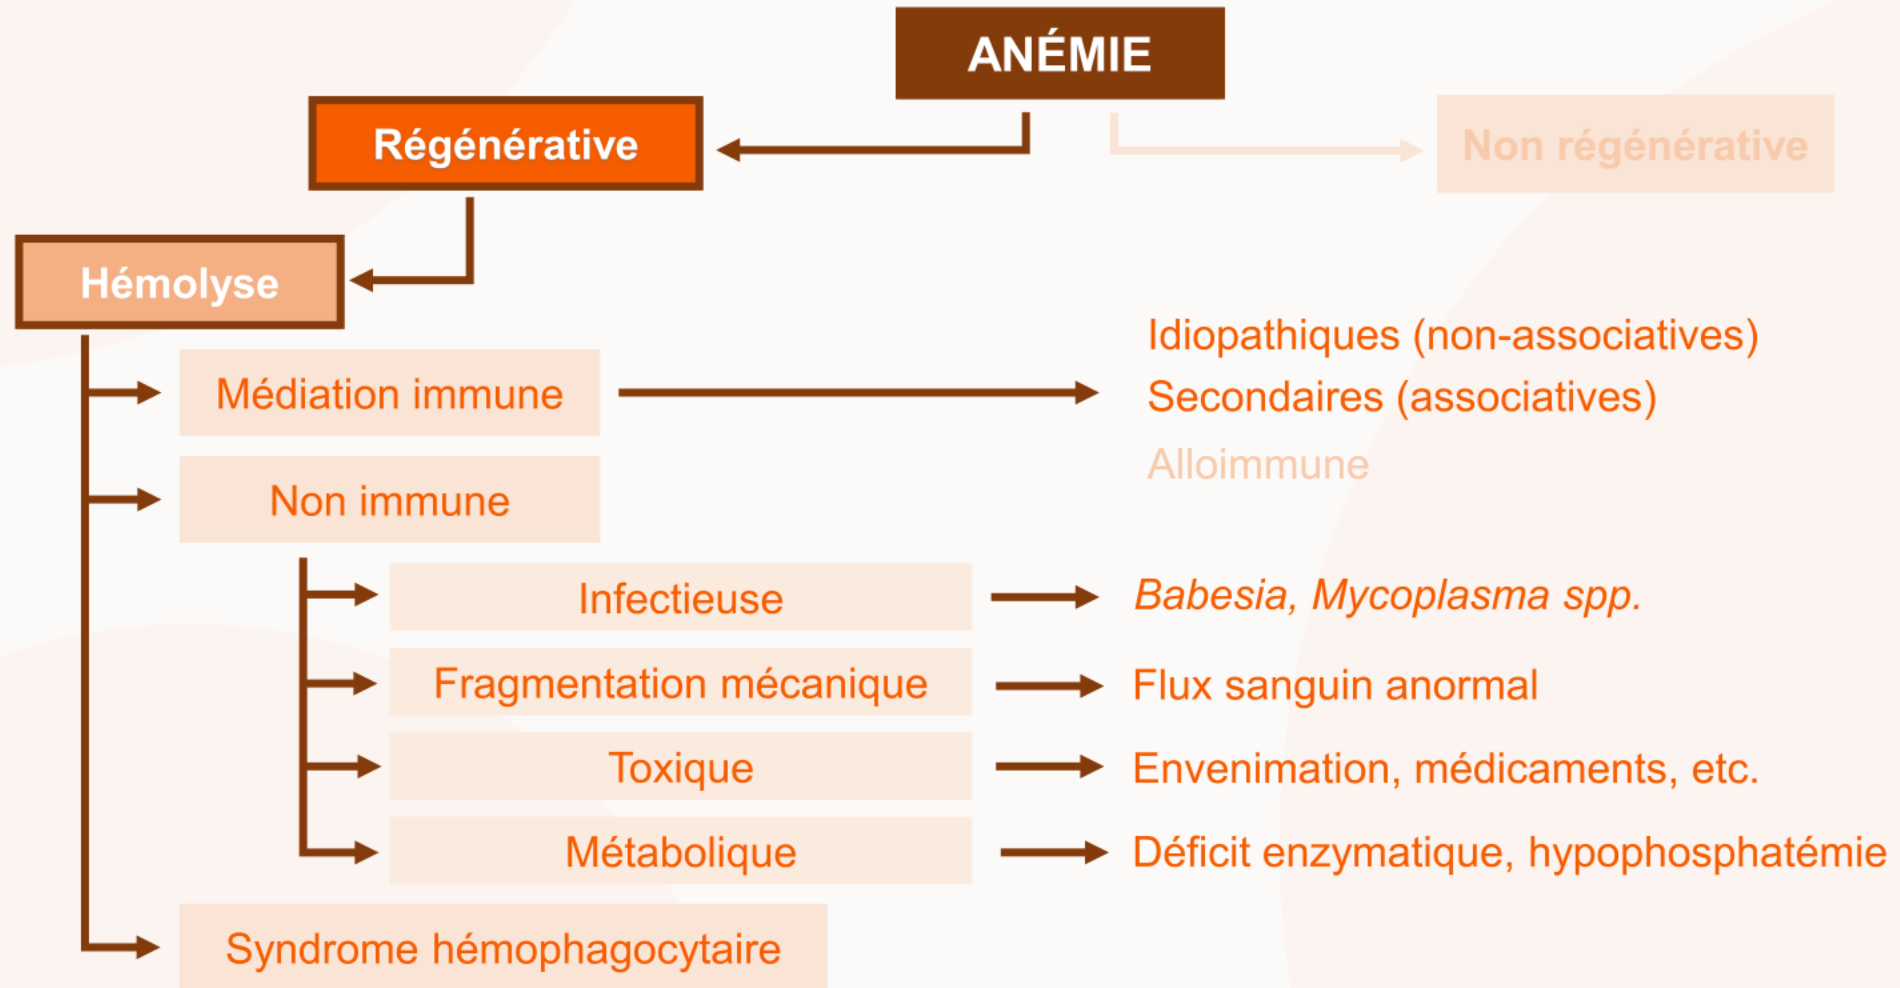 ANÉMIE
Régénérative
Non régénérative
Hémolyse
Médiation immune
Idiopathiques (non-associatives)
Secondaires (associatives)
Alloimmune
Non immune
Infectieuse
Babesia, Mycoplasma spp.
Fragmentation mécanique
Flux sanguin anormal
Toxique
Envenimation, médicaments, etc.
Métabolique
Déficit enzymatique, hypophosphatémie
Syndrome hémophagocytaire